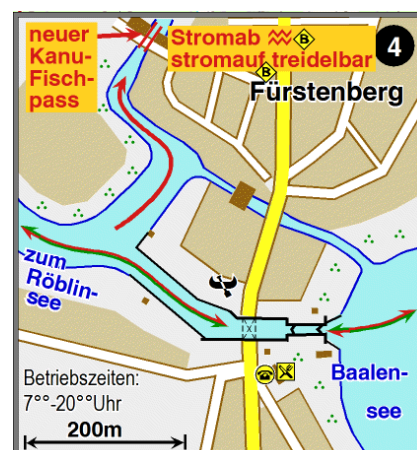 neuer
Kanu-
Fisch-
pass
Stromab
stromauf treidelbar
B
B
4
Fürstenberg
zum
Röblin-
see
Baalen-
see
Betriebszeiten:
7°°-20°°Uhr
200m